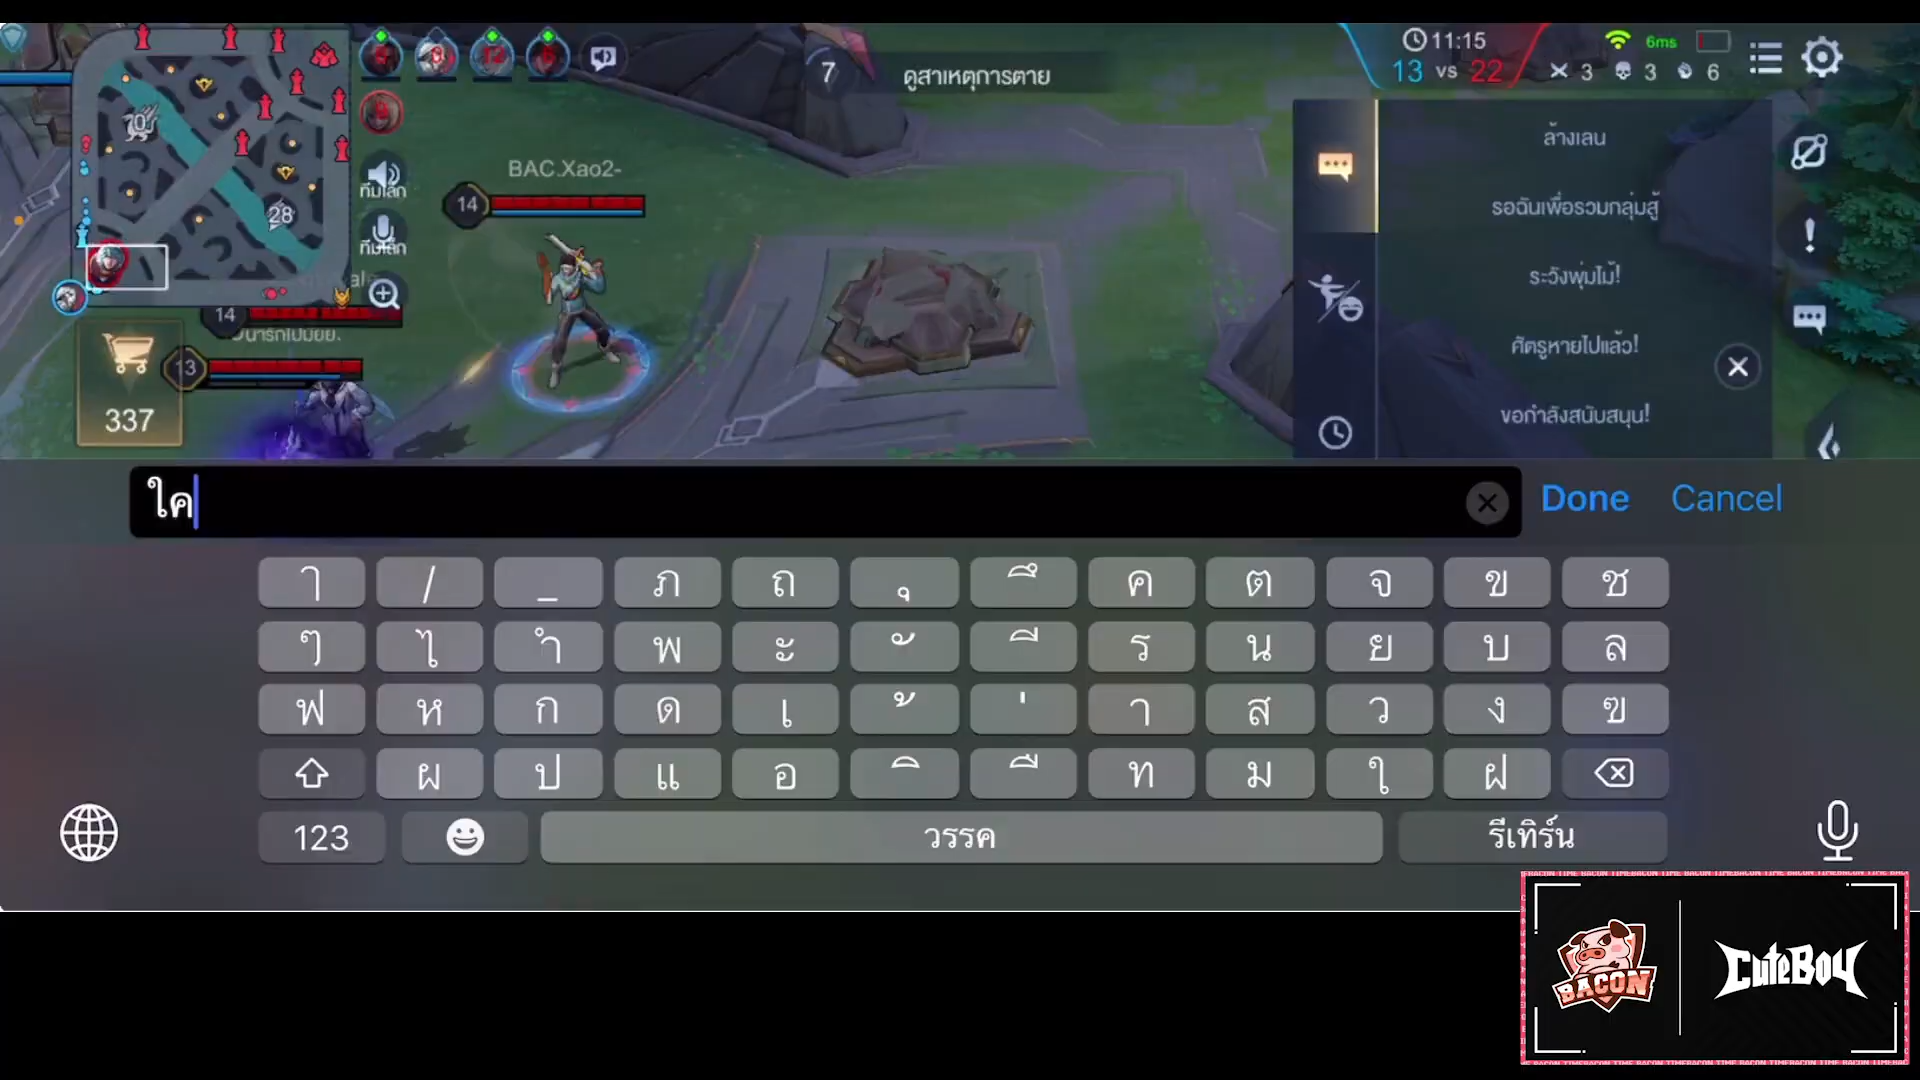 0
28
ทีมโลก
ทีมโลก
337
14
13
BAC.Xao2-
14
7
ดูสาเหตุการตาย
11:15
13 vs 22
6ms
3
3
6
ล้างเลน
รอฉันเพื่อรวมกลุ่มสู้
ระวังพุ่มไม้!
ศัตรูหายไปแล้ว!
ขอกำลังสนับสนุน!
ใค
Done
Cancel
ๅ / _ ภ ถ ุ ึ ค ต จ ข ช
ๆ ไ ำ พ ะ ั ี ร น ย บ ล
ฟ ห ก ด เ ้ ่ า ส ว ง ฃ
ผ ป แ อ ิ ื ท ม ใ ฝ
123
วรรค
รีเทิร์น
BACON
CUTEBOY